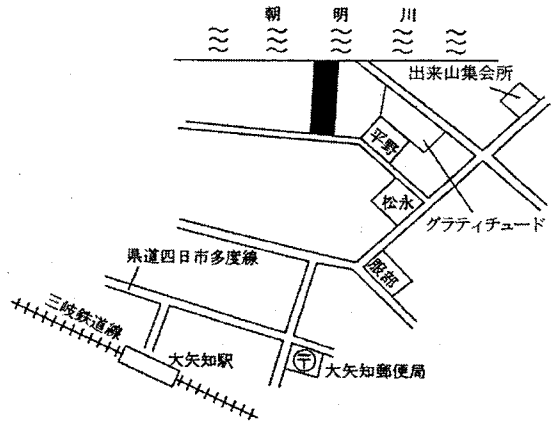 朝明川
出来山集会所
平野
松永
グラティチュード
服部
県道四日市多度線
三岐鉄道線
大矢知駅
〒
大矢知郵便局